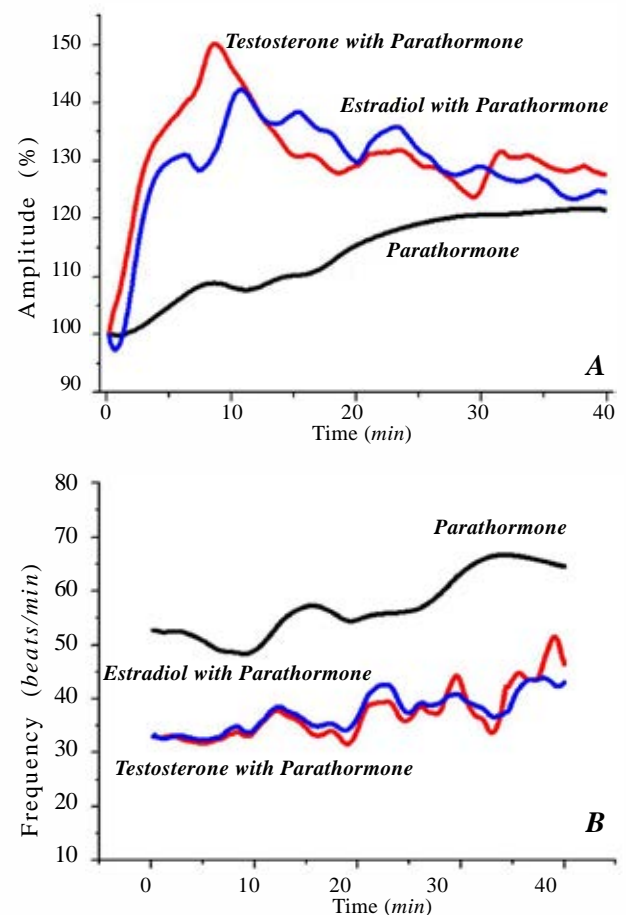 150
140
130
120
110
100
90
Amplitude (%)
Testosterone with Parathormone
Estradiol with Parathormone
Parathormone
A
0 10 20 30 40
Time (min)
80
70
60
50
40
30
20
10
Frequency (beats/min)
Parathormone
Estradiol with Parathormone
Testosterone with Parathormone
B
0 10 20 30 40
Time (min)